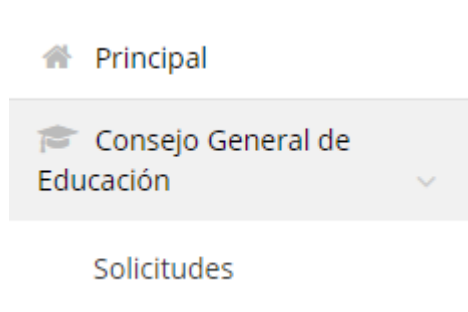 Principal
Consejo General de
Educación
Solicitudes